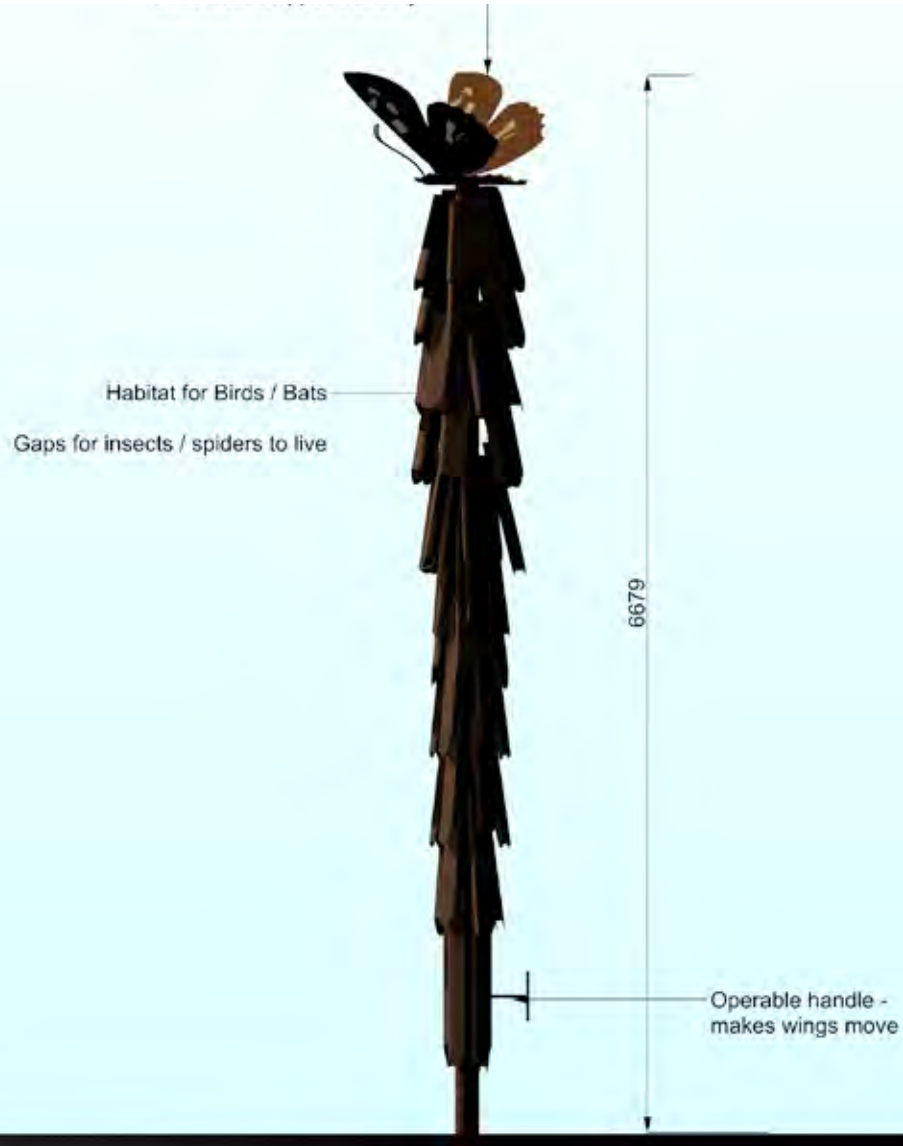 Habitat for Birds / Bats
Gaps for insects / spiders to live
6679
Operable handle -
makes wings move